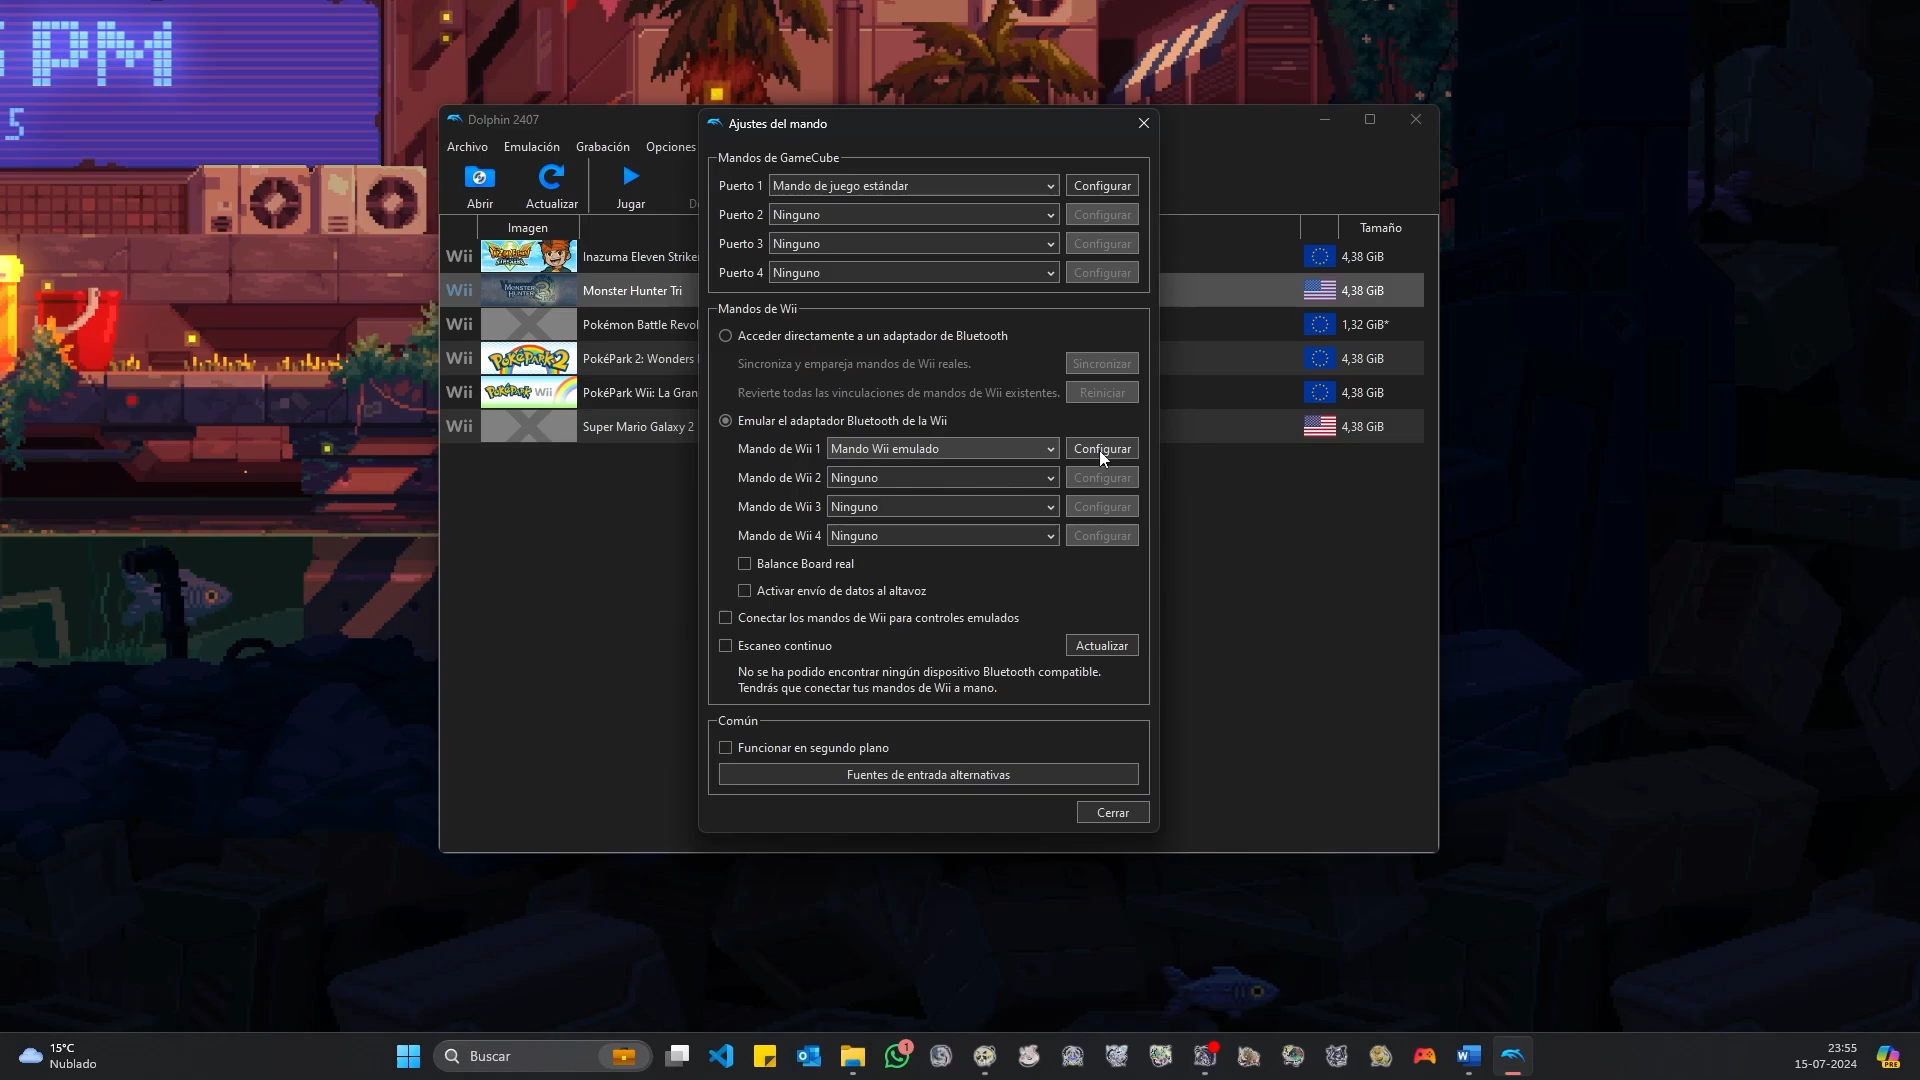 PM
5
Dolphin 2407
Archivo Emulación Grabación Opciones
Abrir Actualizar Jugar
Imagen Tamaño
Wii Inazuma Eleven Strike 4,38 GiB
Wii MONSTER HUNTER Monster Hunter Tri 4,38 GiB
Wii Pokémon Battle Revol 1,32 GiB*
Wii PokéPark 2 PokéPark 2: Wonders 4,38 GiB
Wii PokéPark Wii PokéPark Wii: La Gran 4,38 GiB
Wii Super Mario Galaxy 2 4,38 GiB
Ajustes del mando
Mandos de GameCube
Puerto 1 Mando de juego estándar Configurar
Puerto 2 Ninguno Configurar
Puerto 3 Ninguno Configurar
Puerto 4 Ninguno Configurar
Mandos de Wii
Acceder directamente a un adaptador de Bluetooth
Sincroniza y empareja mandos de Wii reales. Sincronizar
Revierte todas las vinculaciones de mandos de Wii existentes. Reiniciar
Emular el adaptador Bluetooth de la Wii
Mando de Wii 1 Mando Wii emulado Configurar
Mando de Wii 2 Ninguno Configurar
Mando de Wii 3 Ninguno Configurar
Mando de Wii 4 Ninguno Configurar
Balance Board real
Activar envío de datos al altavoz
Conectar los mandos de Wii para controles emulados
Escaneo continuo Actualizar
No se ha podido encontrar ningún dispositivo Bluetooth compatible.
Tendrás que conectar tus mandos de Wii a mano.
Común
Funcionar en segundo plano
Fuentes de entrada alternativas
Cerrar
15°C
Nublado
Buscar
1
23:55
15-07-2024
PRE